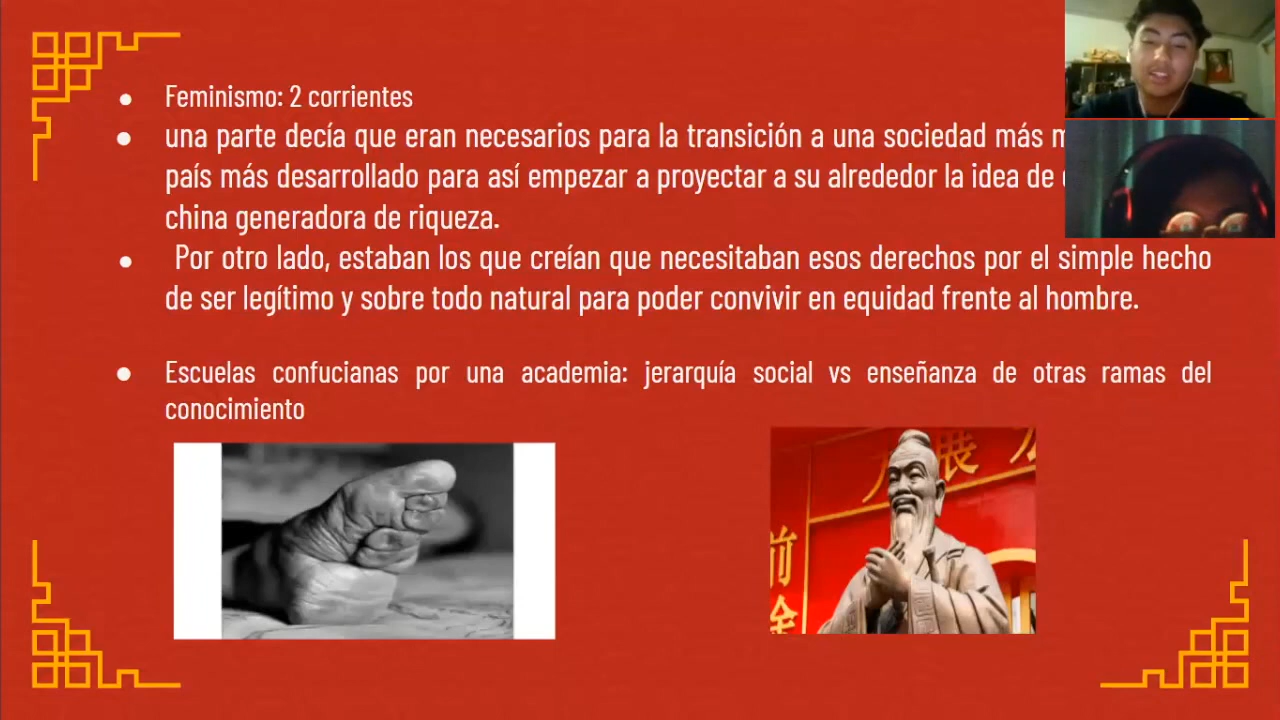 Feminismo: 2 corrientes
una parte decía que eran necesarios para la transición a una sociedad más
país más desarrollado para así empezar a proyectar a su alrededor la idea de
china generadora de riqueza.
Por otro lado, estaban los que creían que necesitaban esos derechos por el simple hecho
de ser legítimo y sobre todo natural para poder convivir en equidad frente al hombre.
Escuelas confucianas por una academia: jerarquía social vs enseñanza de otras ramas del
conocimiento
展
前